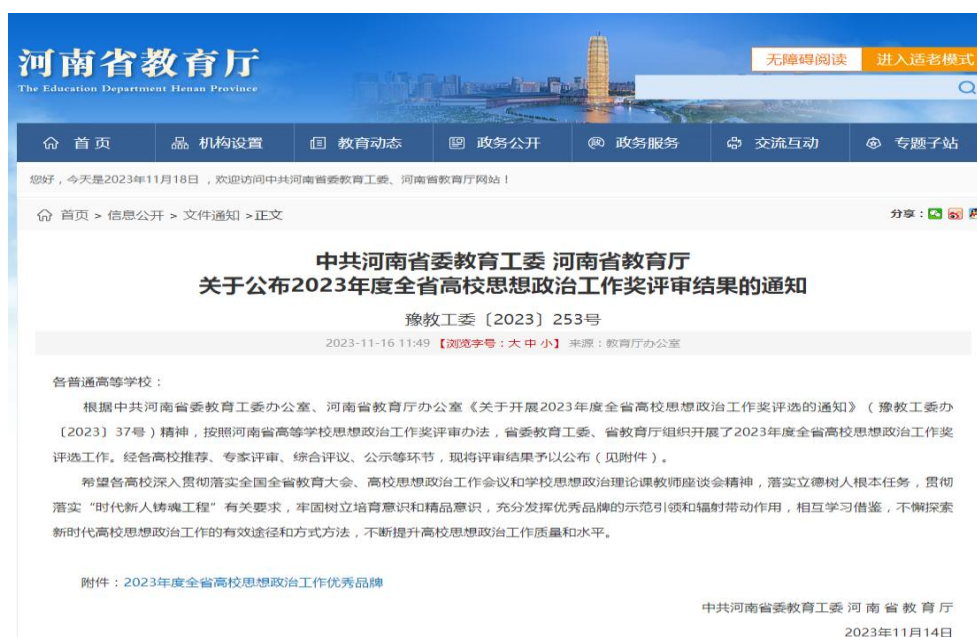 河南省教育厅
The Education Department Henan Province
无障碍阅读 进入适老模式
首页 机构设置 教育动态 政务公开 政务服务 交流互动 专题子站
您好，今天是2023年11月18日 ，欢迎访问中共河南省委教育工委、河南省教育厅网站！
首页 > 信息公开 > 文件通知 >正文
分享：
中共河南省委教育工委 河南省教育厅
关于公布2023年度全省高校思想政治工作奖评审结果的通知
豫教工委〔2023〕253号
2023-11-16 11:49 【浏览字号：大 中 小】 来源：教育厅办公室
各普通高等学校：
根据中共河南省委教育工委办公室、河南省教育厅办公室《关于开展2023年度全省高校思想政治工作奖评选的通知》（豫教工委办
〔2023〕37号）精神，按照河南省高等学校思想政治工作奖评审办法，省委教育工委、省教育厅组织开展了2023年度全省高校思想政治工作奖
评选工作。经各高校推荐、专家评审、综合评议、公示等环节，现将评审结果予以公布（见附件）。
希望各高校深入贯彻落实全国全省教育大会、高校思想政治工作会议和学校思想政治理论课教师座谈会精神，落实立德树人根本任务，贯彻
落实“时代新人铸魂工程”有关要求，牢固树立培育意识和精品意识，充分发挥优秀品牌的示范引领和辐射带动作用，相互学习借鉴，不懈探索
新时代高校思想政治工作的有效途径和方式方法，不断提升高校思想政治工作质量和水平。
附件：2023年度全省高校思想政治工作优秀品牌
中共河南省委教育工委 河 南 省 教 育 厅
2023年11月14日